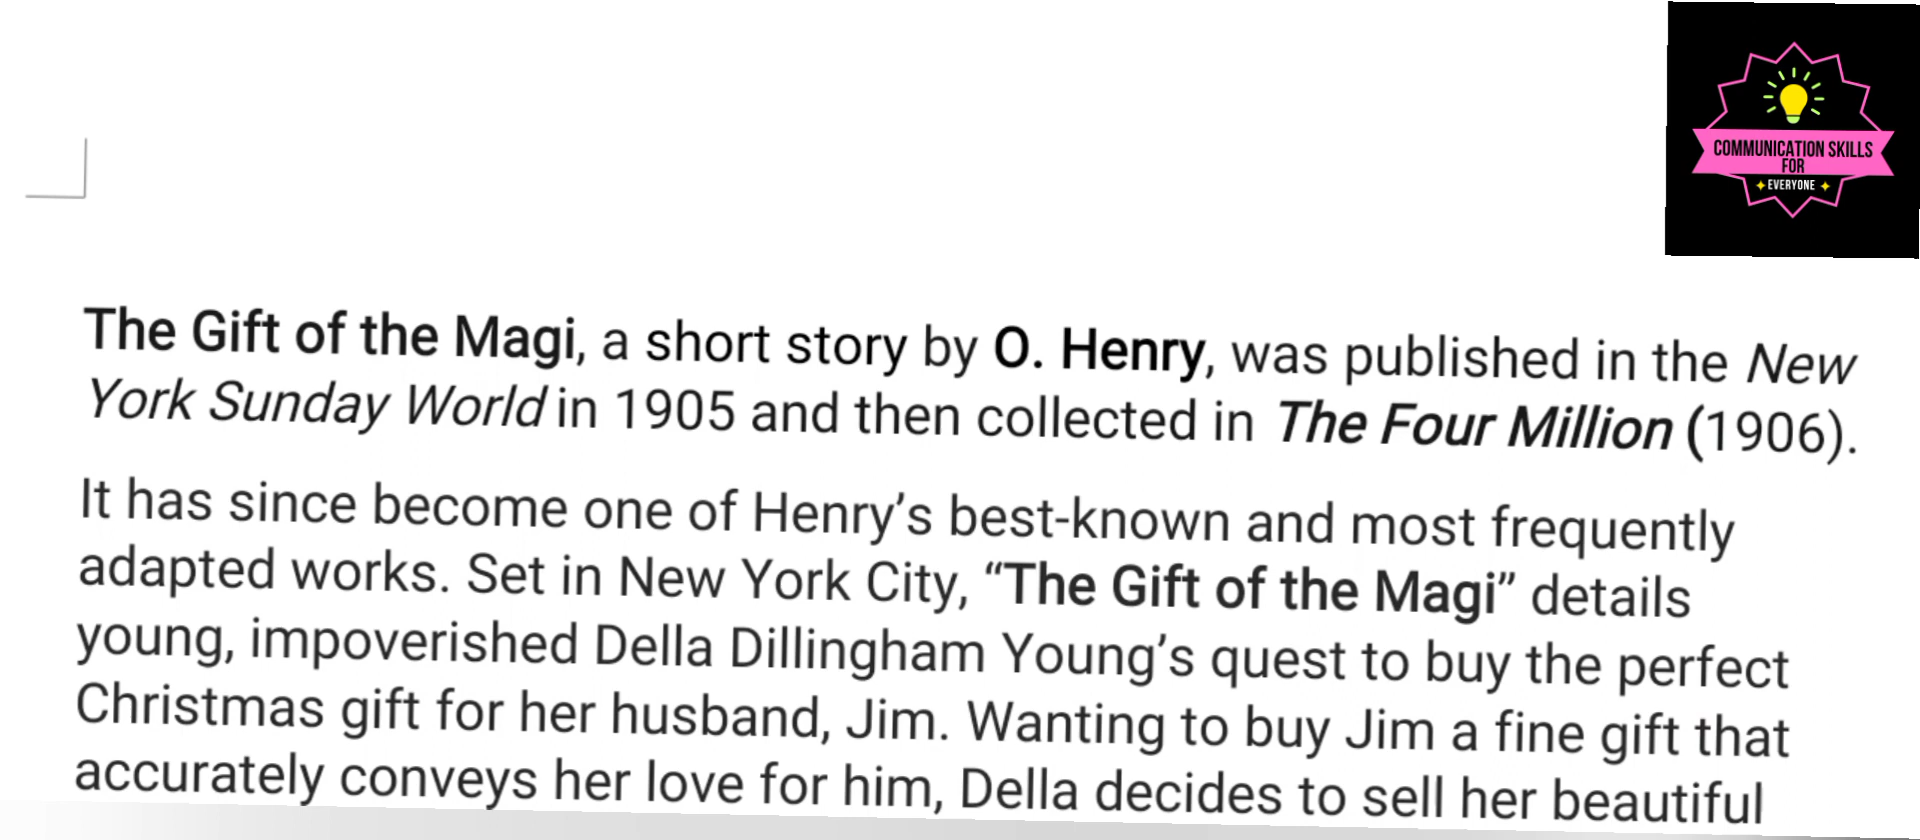 COMMUNICATION SKILLS
FOR
EVERYONE
The Gift of the Magi, a short story by O. Henry, was published in the New
York Sunday World in 1905 and then collected in The Four Million (1906).
It has since become one of Henry’s best-known and most frequently
adapted works. Set in New York City, “The Gift of the Magi” details
young, impoverished Della Dillingham Young’s quest to buy the perfect
Christmas gift for her husband, Jim. Wanting to buy Jim a fine gift that
accurately conveys her love for him, Della decides to sell her beautiful